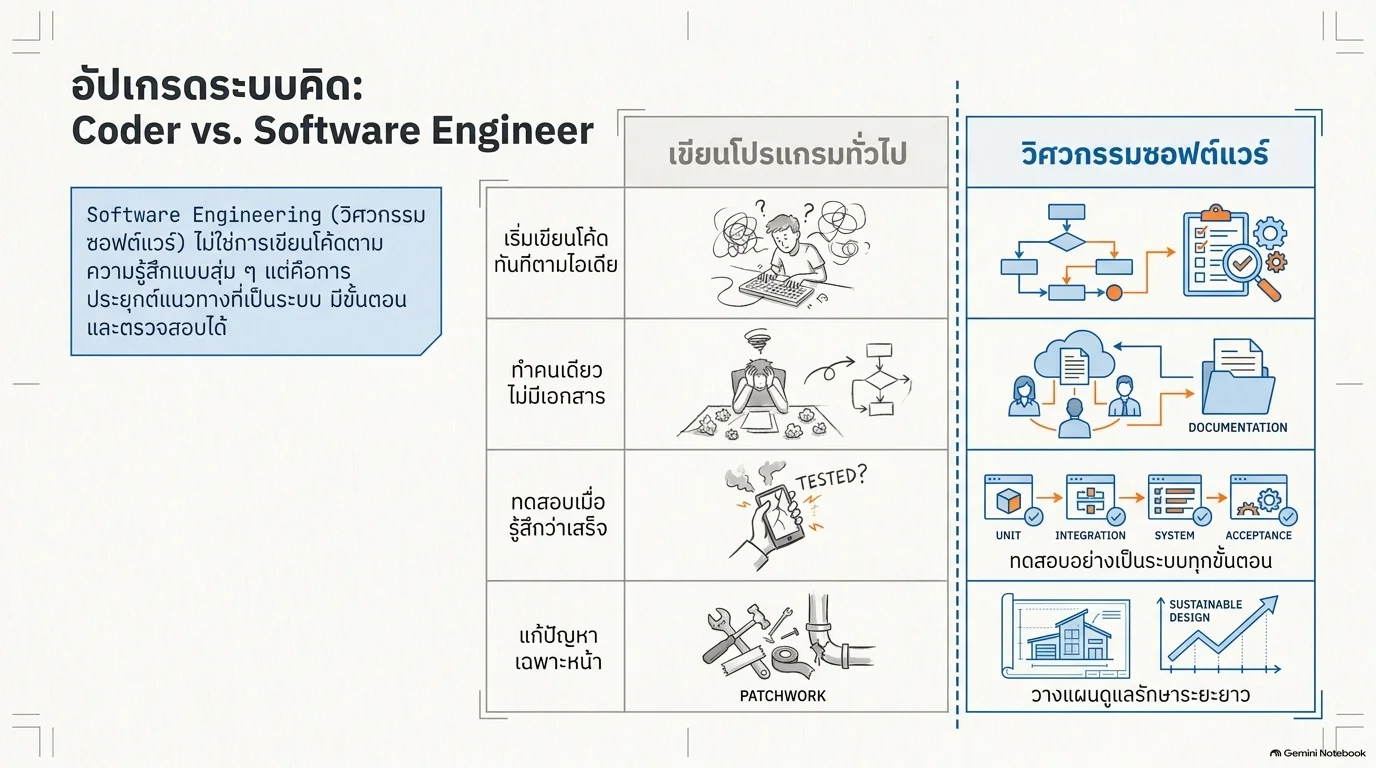 อัปเกรดระบบคิด:
Coder vs. Software Engineer
Software Engineering (วิศวกรรม
ซอฟต์แวร์) ไม่ใช่การเขียนโค้ดตาม
ความรู้สึกแบบสุ่ม ๆ แต่คือการ
ประยุกต์แนวทางที่เป็นระบบ มีขั้นตอน
และตรวจสอบได้
เขียนโปรแกรมทั่วไป
วิศวกรรมซอฟต์แวร์
เริ่มเขียนโค้ด
ทันทีตามไอเดีย
? ?
ทำคนเดียว
ไม่มีเอกสาร
DOCUMENTATION
ทดสอบเมื่อ
รู้สึกว่าเสร็จ
TESTED?
UNIT INTEGRATION SYSTEM ACCEPTANCE
ทดสอบอย่างเป็นระบบทุกขั้นตอน
แก้ปัญหา
เฉพาะหน้า
PATCHWORK
SUSTAINABLE
DESIGN
วางแผนดูแลรักษาระยะยาว
Gemini Notebook